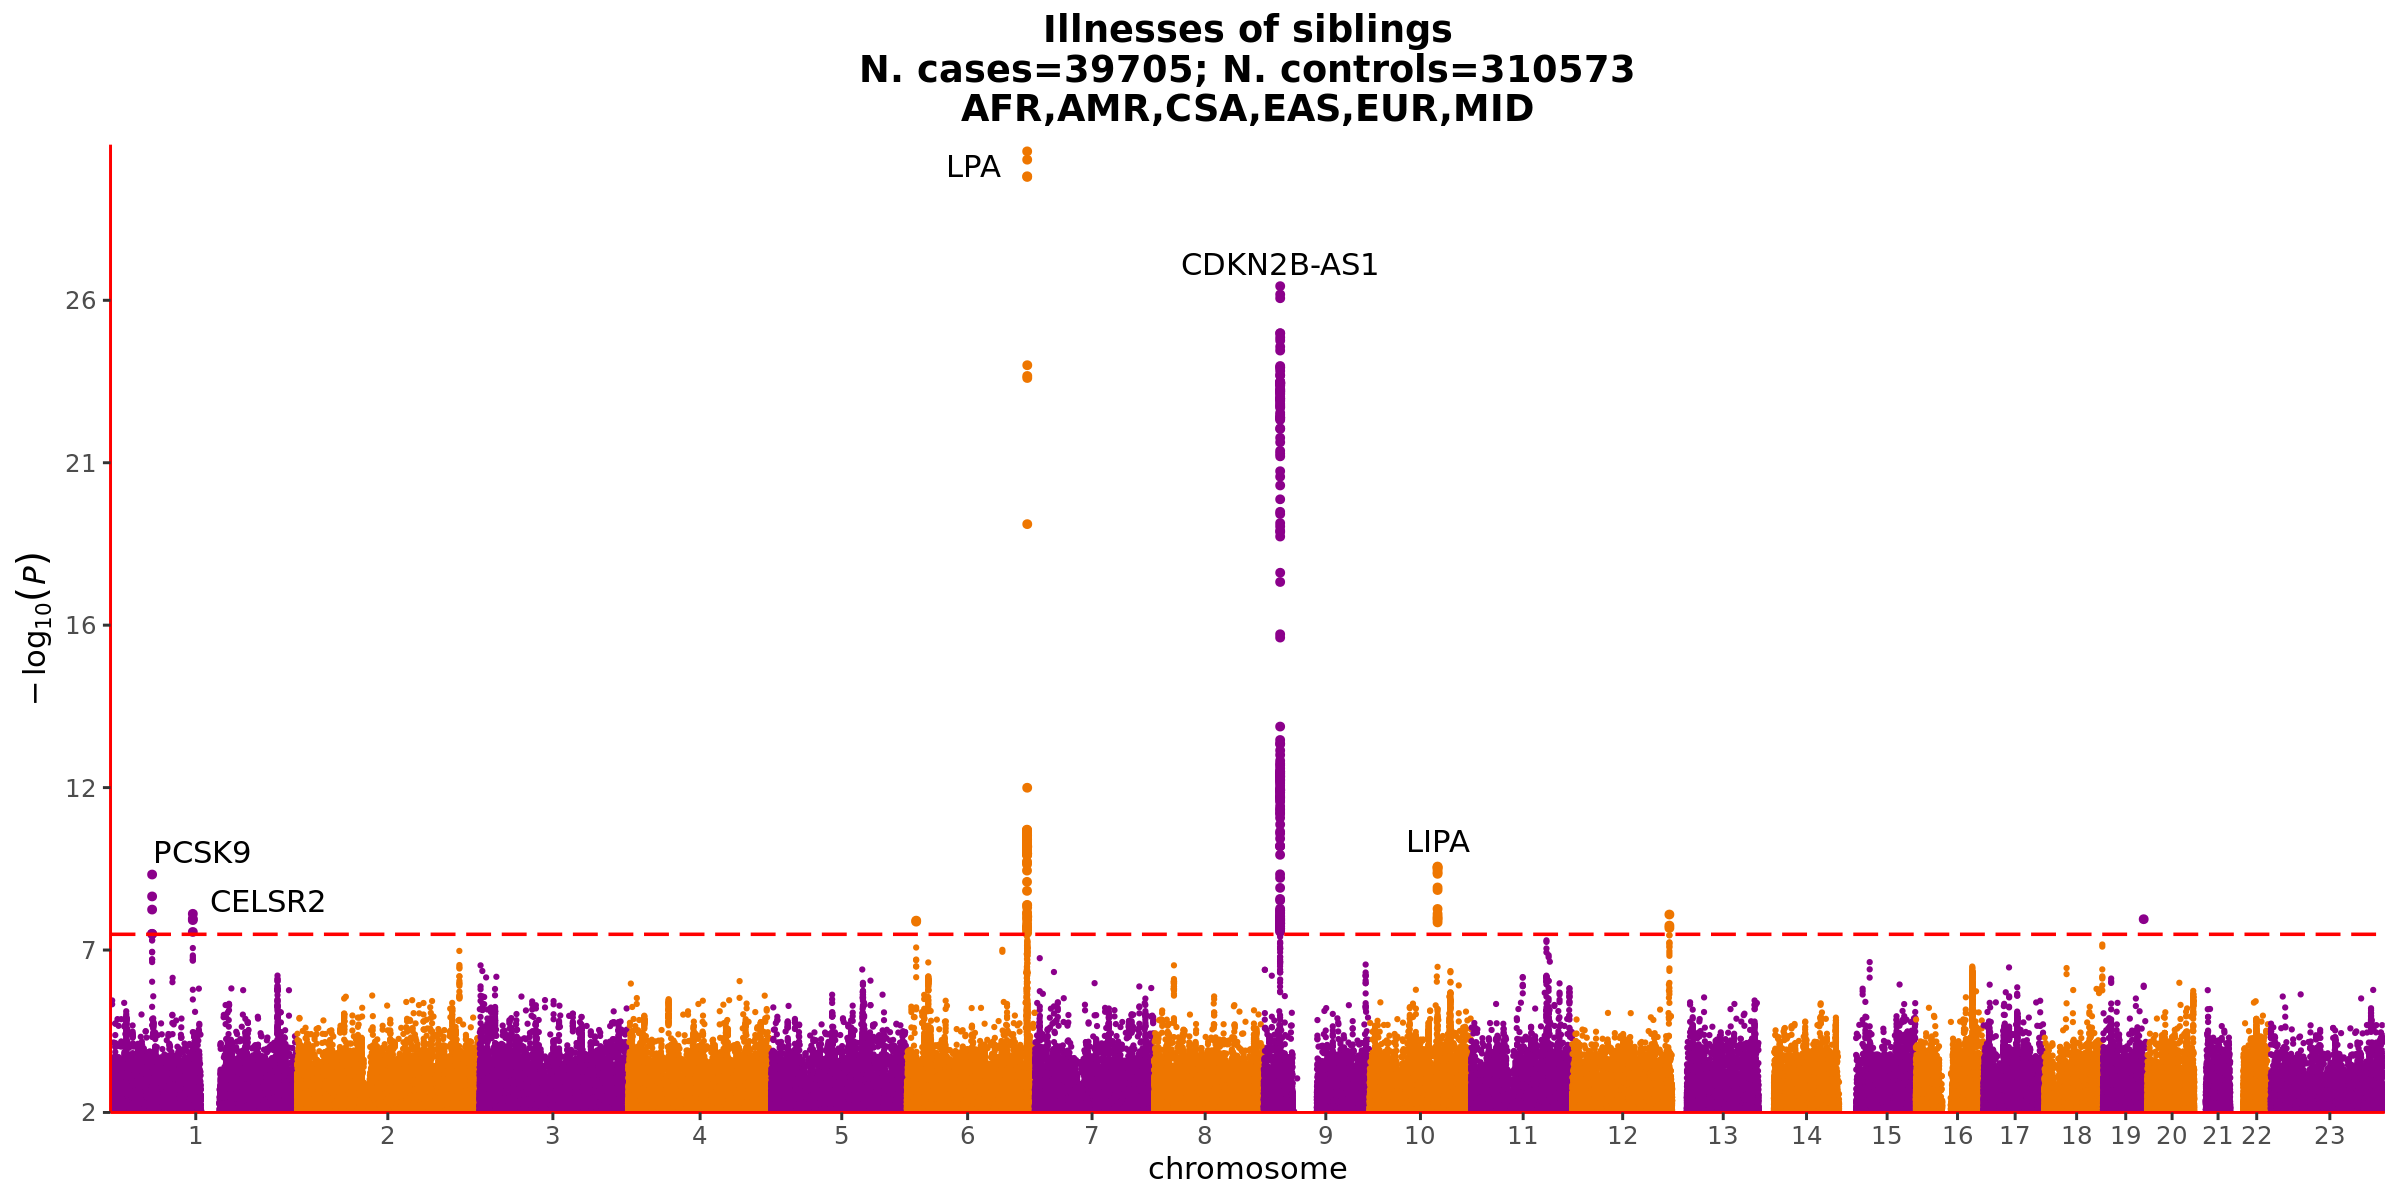 Illnesses of siblings
N. cases=39705; N. controls=310573
AFR,AMR,CSA,EAS,EUR,MID
LPA
CDKN2B-AS1
26
21
16
−log10(P)
12
LIPA
PCSK9
CELSR2
7
2
1 2 3 4 5 6 7 8 9 10 11 12 13 14 15 16 17 18 19 20 21 22 23
chromosome